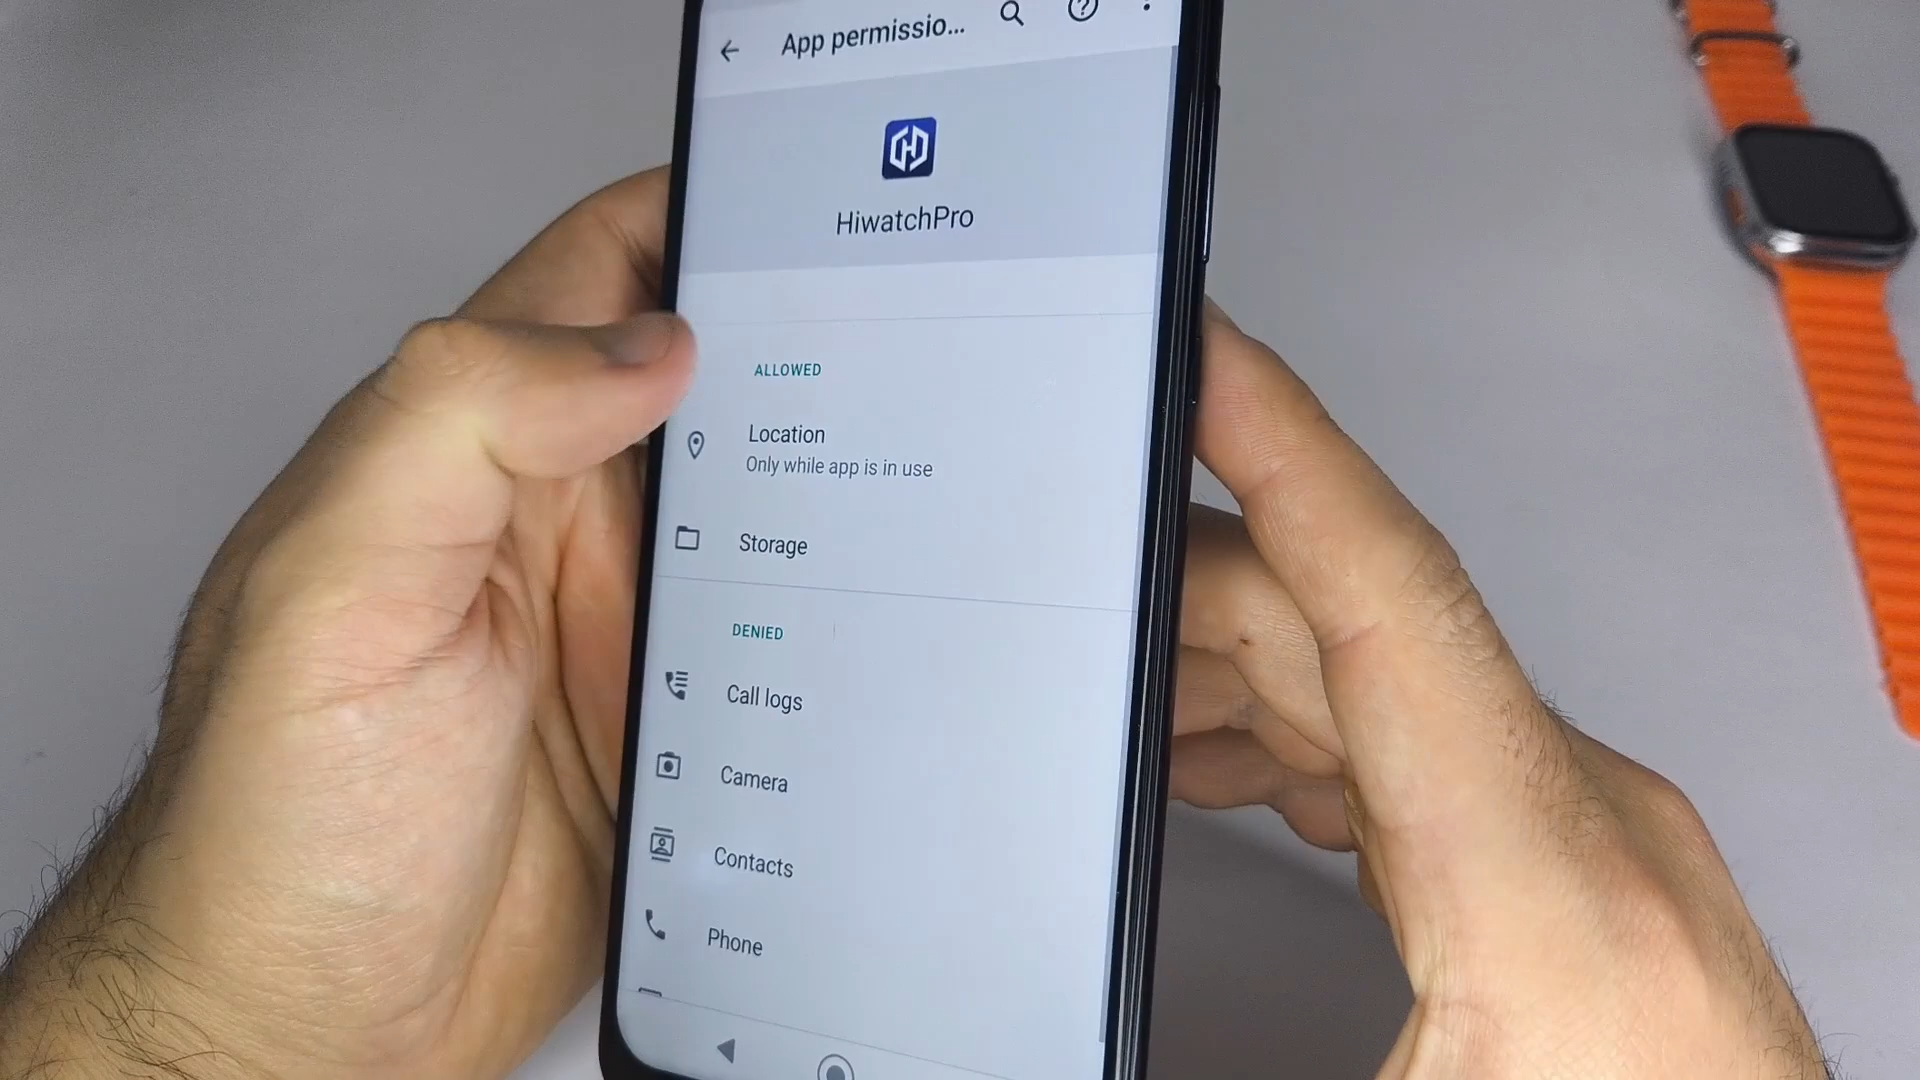 App permissio...
HiwatchPro
ALLOWED
Location
Only while app is in use
Storage
DENIED
Call logs
Camera
Contacts
Phone